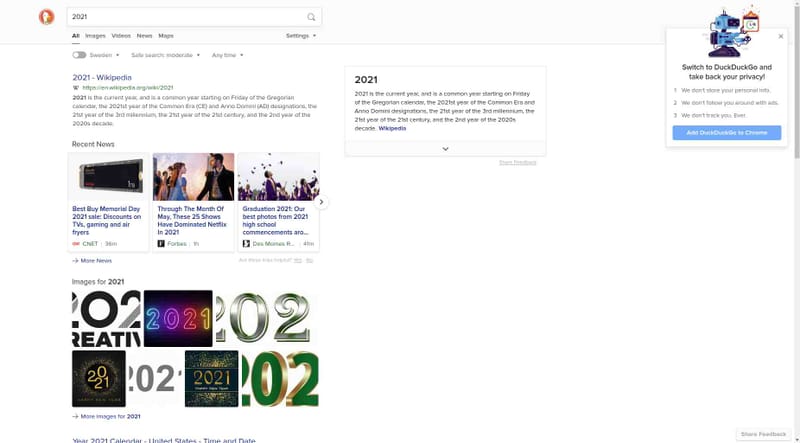 2021
All Images Videos News Maps Settings
Sweden Safe search: moderate Any time
2021 - Wikipedia
https://en.wikipedia.org/wiki/2021
2021 is the current year, and is a common year starting on Friday of the Gregorian
calendar, the 2021st year of the Common Era (CE) and Anno Domini (AD) designations, the
21st year of the 3rd millennium, the 21st year of the 21st century, and the 2nd year of the
2020s decade.
Recent News
1TB
Best Buy Memorial Day
2021 sale: Discounts on
TVs, gaming and air
fryers
CNET 36m
Through The Month Of
May, These 25 Shows
Have Dominated Netflix
In 2021
Forbes 1h
Graduation 2021: Our
best photos from 2021
high school
commencements aro...
Des Moines R... 41m
More News
Are these links helpful? Yes No
Images for 2021
202
CREATIV
2021
202
2021
HAPPY NEW YEAR
2021
2021
HAPPY NEW YEAR
202
More Images for 2021
Year 2021 Calendar - United States - Time and Date
2021
2021 is the current year, and is a common year starting on Friday
of the Gregorian calendar, the 2021st year of the Common Era and
Anno Domini designations, the 21st year of the 3rd millennium, the
21st year of the 21st century, and the 2nd year of the 2020s
decade. Wikipedia
Share Feedback
Switch to DuckDuckGo and
take back your privacy!
1 We don't store your personal info.
2 We don't follow you around with ads.
3 We don't track you. Ever.
Add DuckDuckGo to Chrome
Share Feedback